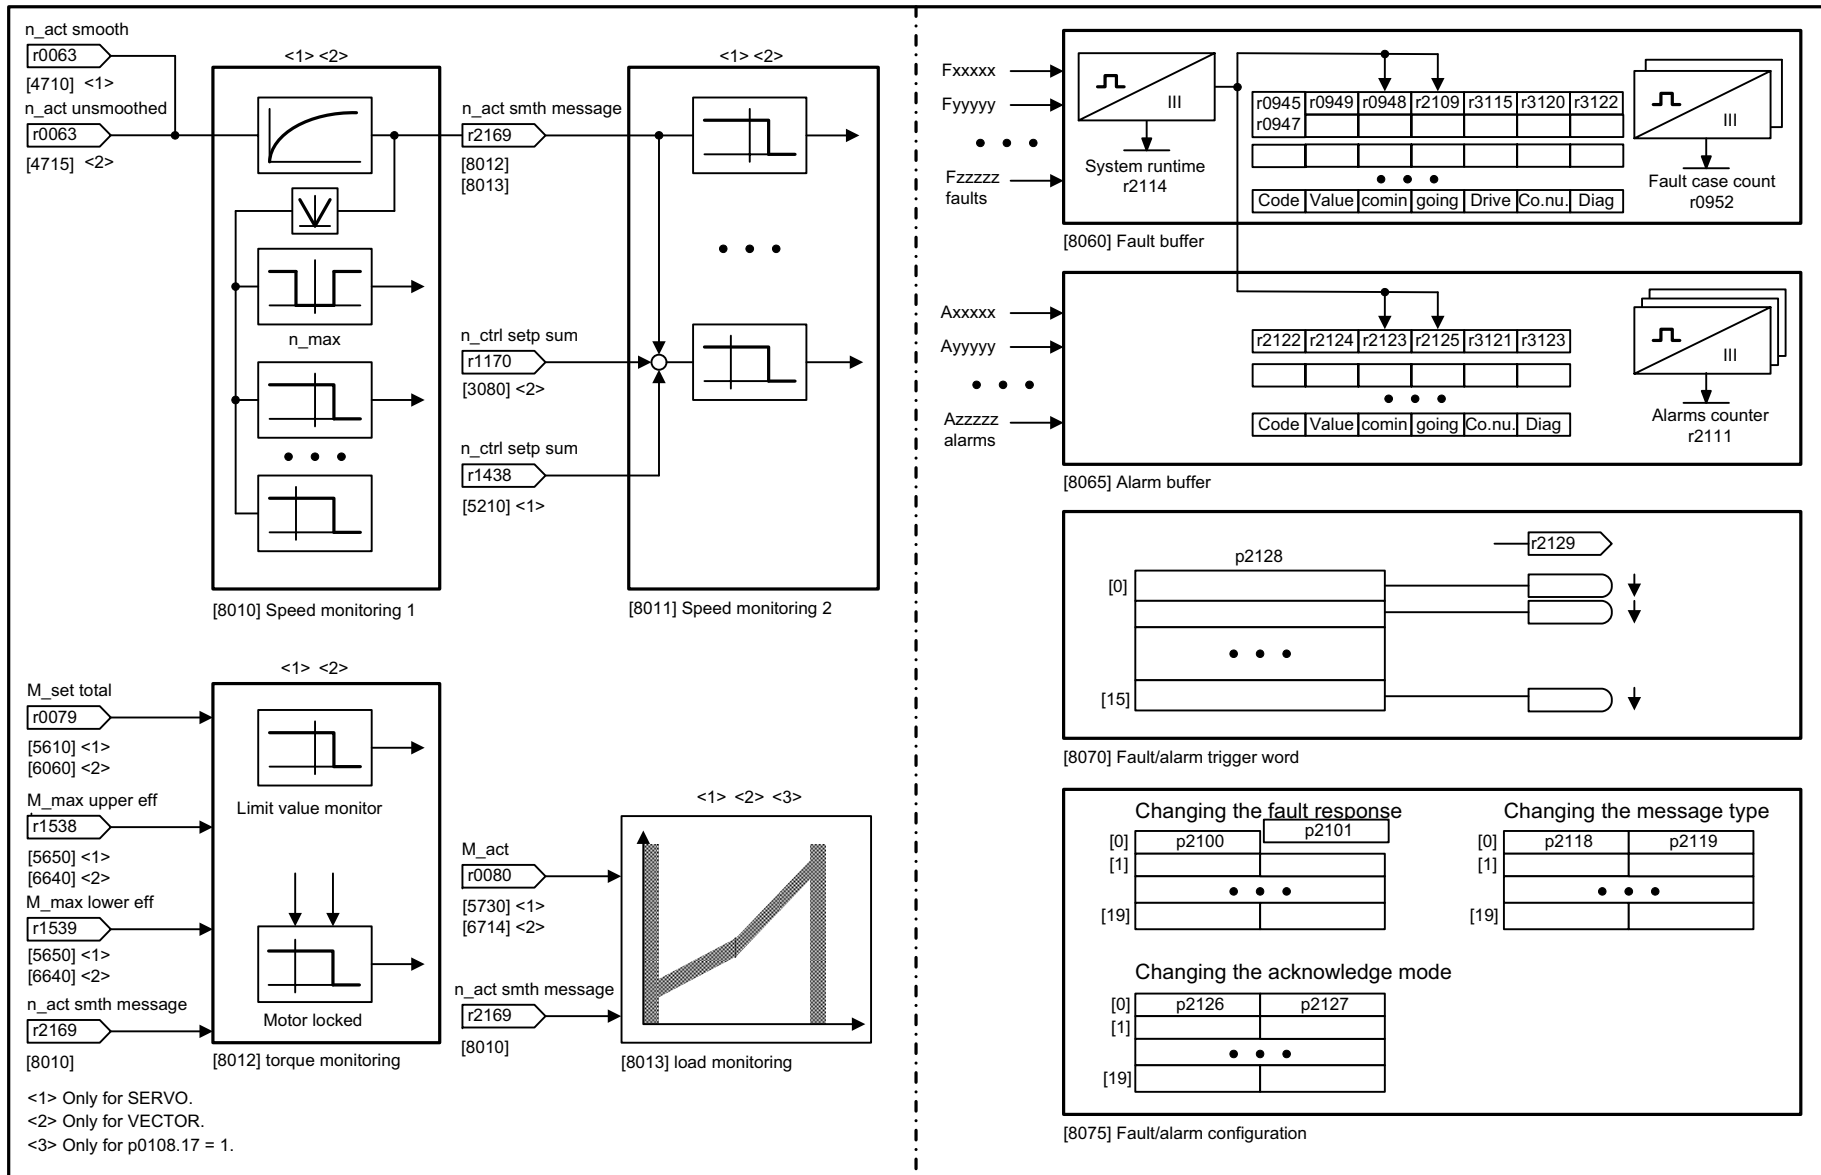 n_act smooth
r0063
[4710] <1>
n_act unsmoothed
r0063
[4715] <2>
<1> <2>
n_max
[8010] Speed monitoring 1
n_act smth message
r2169
[8012]
[8013]
n_ctrl setp sum
r1170
[3080] <2>
n_ctrl setp sum
r1438
[5210] <1>
<1> <2>
[8011] Speed monitoring 2
M_set total
r0079
[5610] <1>
[6060] <2>
M_max upper eff
r1538
[5650] <1>
[6640] <2>
M_max lower eff
r1539
[5650] <1>
[6640] <2>
n_act smth message
r2169
[8010]
<1> <2>
Limit value monitor
Motor locked
[8012] torque monitoring
M_act
r0080
[5730] <1>
[6714] <2>
n_act smth message
r2169
[8010]
<1> <2> <3>
[8013] load monitoring
<1> Only for SERVO.
<2> Only for VECTOR.
<3> Only for p0108.17 = 1.
Fxxxxx
Fyyyyy
Fzzzzz
faults
III
System runtime
r2114
r0945 r0949 r0948 r2109 r3115 r3120 r3122
r0947
Code Value comin going Drive Co.nu. Diag
III
Fault case count
r0952
[8060] Fault buffer
Axxxxx
Ayyyyy
Azzzzz
alarms
r2122 r2124 r2123 r2125 r3121 r3123
Code Value comin going Co.nu. Diag
III
Alarms counter
r2111
[8065] Alarm buffer
p2128
r2129
[0]
[15]
[8070] Fault/alarm trigger word
Changing the fault response
[0] p2100 p2101
[1]
[19]
Changing the message type
[0] p2118 p2119
[1]
[19]
Changing the acknowledge mode
[0] p2126 p2127
[1]
[19]
[8075] Fault/alarm configuration